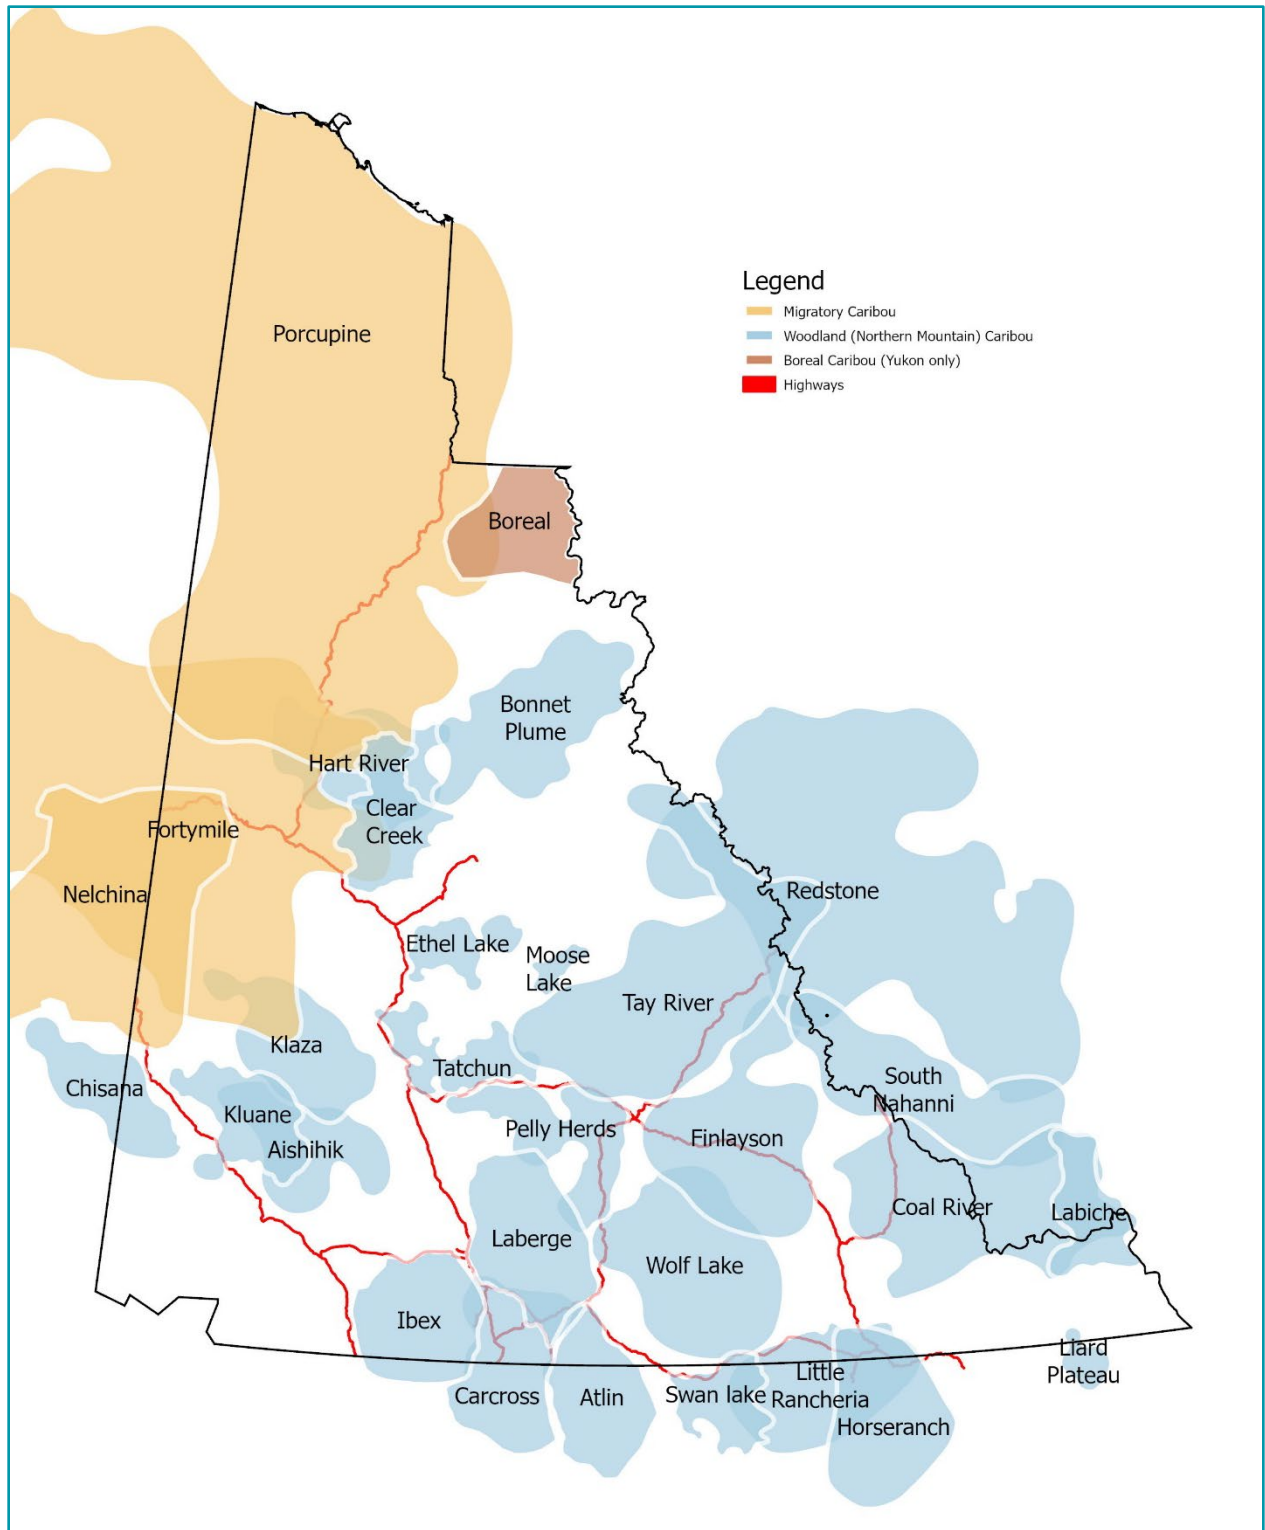 Legend
Migratory Caribou
Woodland (Northern Mountain) Caribou
Boreal Caribou (Yukon only)
Highways
Porcupine
Boreal
Bonnet
Plume
Hart River
Clear
Creek
Fortymile
Nelchina
Redstone
Ethel Lake
Moose
Lake
Tay River
Klaza
Tatchun
Chisana
South
Nahanni
Kluane
Pelly Herds
Finlayson
Aishihik
Coal River
Labiche
Laberge
Wolf Lake
Ibex
Liard
Plateau
Little
Rancheria
Carcross
Atlin
Swan lake
Horseranch